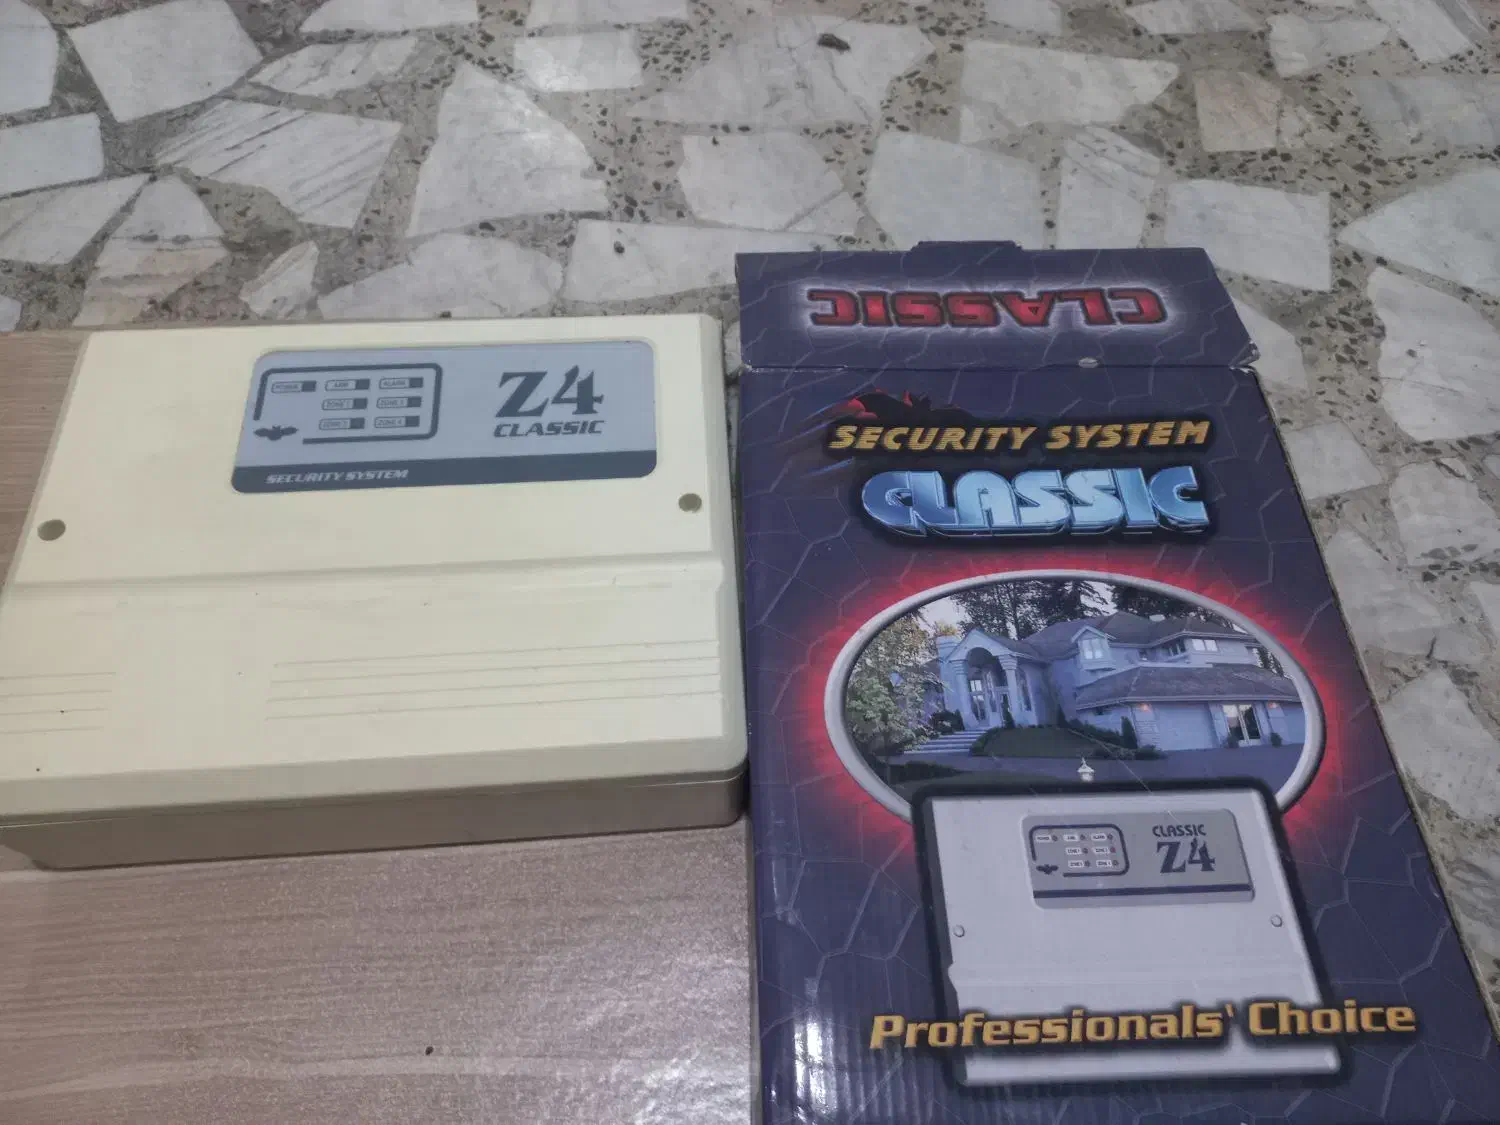 POWER ARM ALARM
ZONE 1 ZONE 3
ZONE 2 ZONE 4
Z4
CLASSIC
SECURITY SYSTEM
CLASSIC
SECURITY SYSTEM
CLASSIC
POWER ARM ALARM
ZONE 1 ZONE 3
ZONE 2 ZONE 4
CLASSIC
Z4
Professionals' Choice